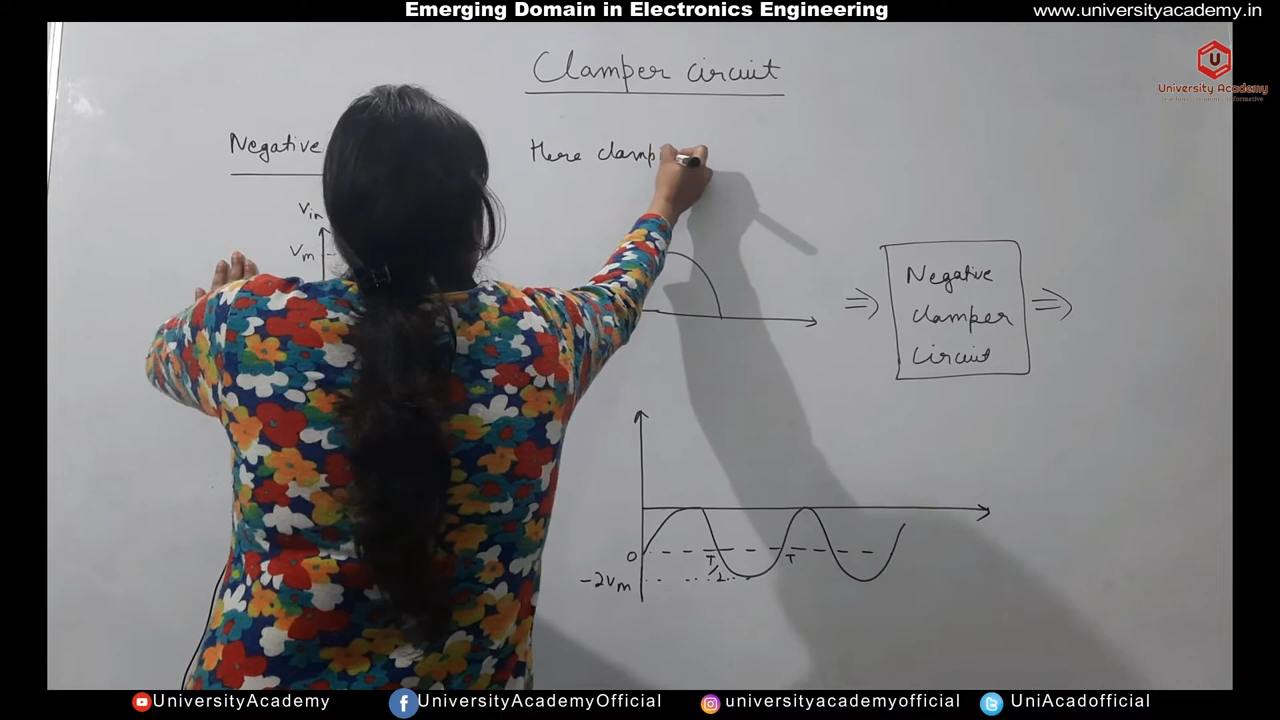 Emerging Domain in Electronics Engineering
www.universityacademy.in
University Academy
Clamper circuit
Negative
Here clamp
Vin
Vm
⇒ Negative clamper circuit ⇒
0
T/2
T
-2Vm
UniversityAcademy
UniversityAcademyOfficial
universityacademyofficial
UniAcadofficial